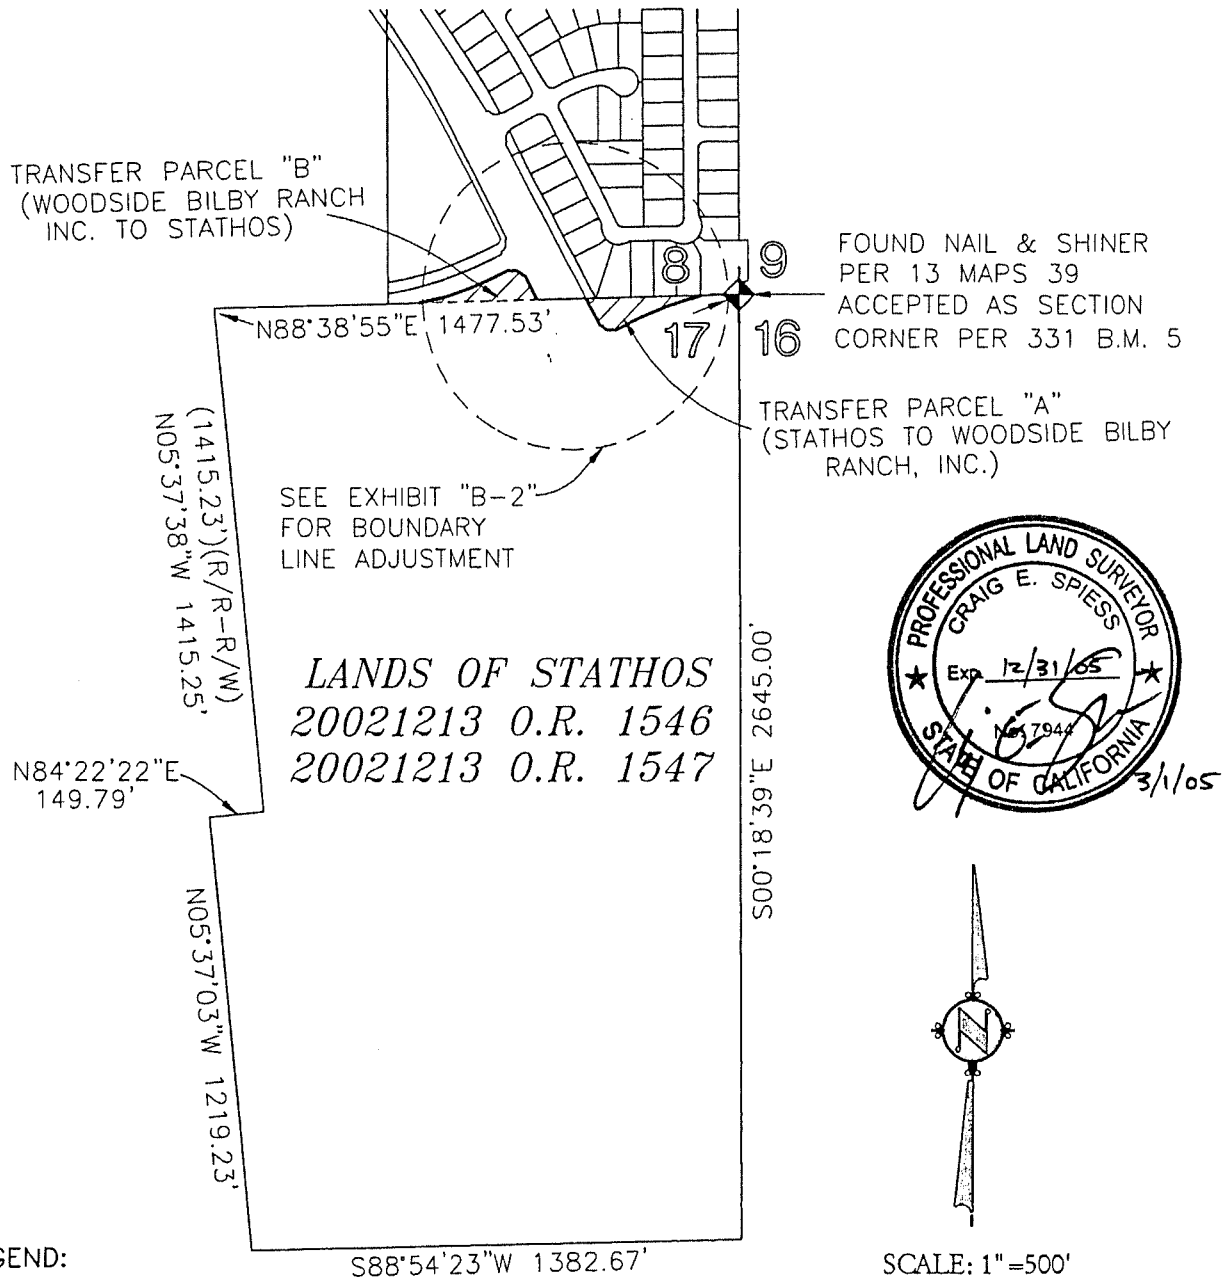 TRANSFER PARCEL "B"
(WOODSIDE BILBY RANCH
INC. TO STATHOS)
8
9
17
16
FOUND NAIL & SHINER
PER 13 MAPS 39
ACCEPTED AS SECTION
CORNER PER 331 B.M. 5
N88°38'55"E 1477.53'
TRANSFER PARCEL "A"
(STATHOS TO WOODSIDE BILBY
RANCH, INC.)
(1415.23')(R/R-R/W)
N05°37'38"W 1415.25'
SEE EXHIBIT "B-2"
FOR BOUNDARY
LINE ADJUSTMENT
LANDS OF STATHOS
20021213 O.R. 1546
20021213 O.R. 1547
S00°18'39"E 2645.00'
PROFESSIONAL LAND SURVEYOR
CRAIG E. SPIESS
Exp. 12/31/05
No. 7944
STATE OF CALIFORNIA
3/1/05
N84°22'22"E
149.79'
N05°37'03"W 1219.23'
N
GEND:
S88°54'23"W 1382.67'
SCALE: 1"=500'